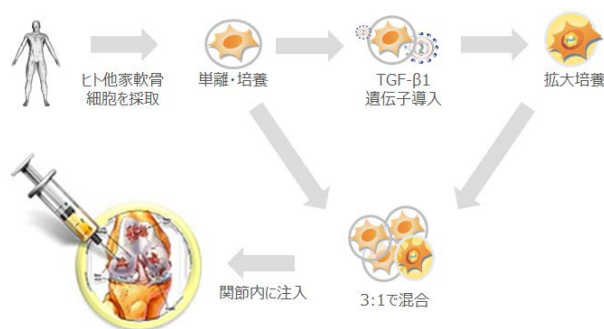 ヒト他家軟骨
細胞を採取
単離・培養
TGF-β1
遺伝子導入
拡大培養
関節内に注入
3:1で混合